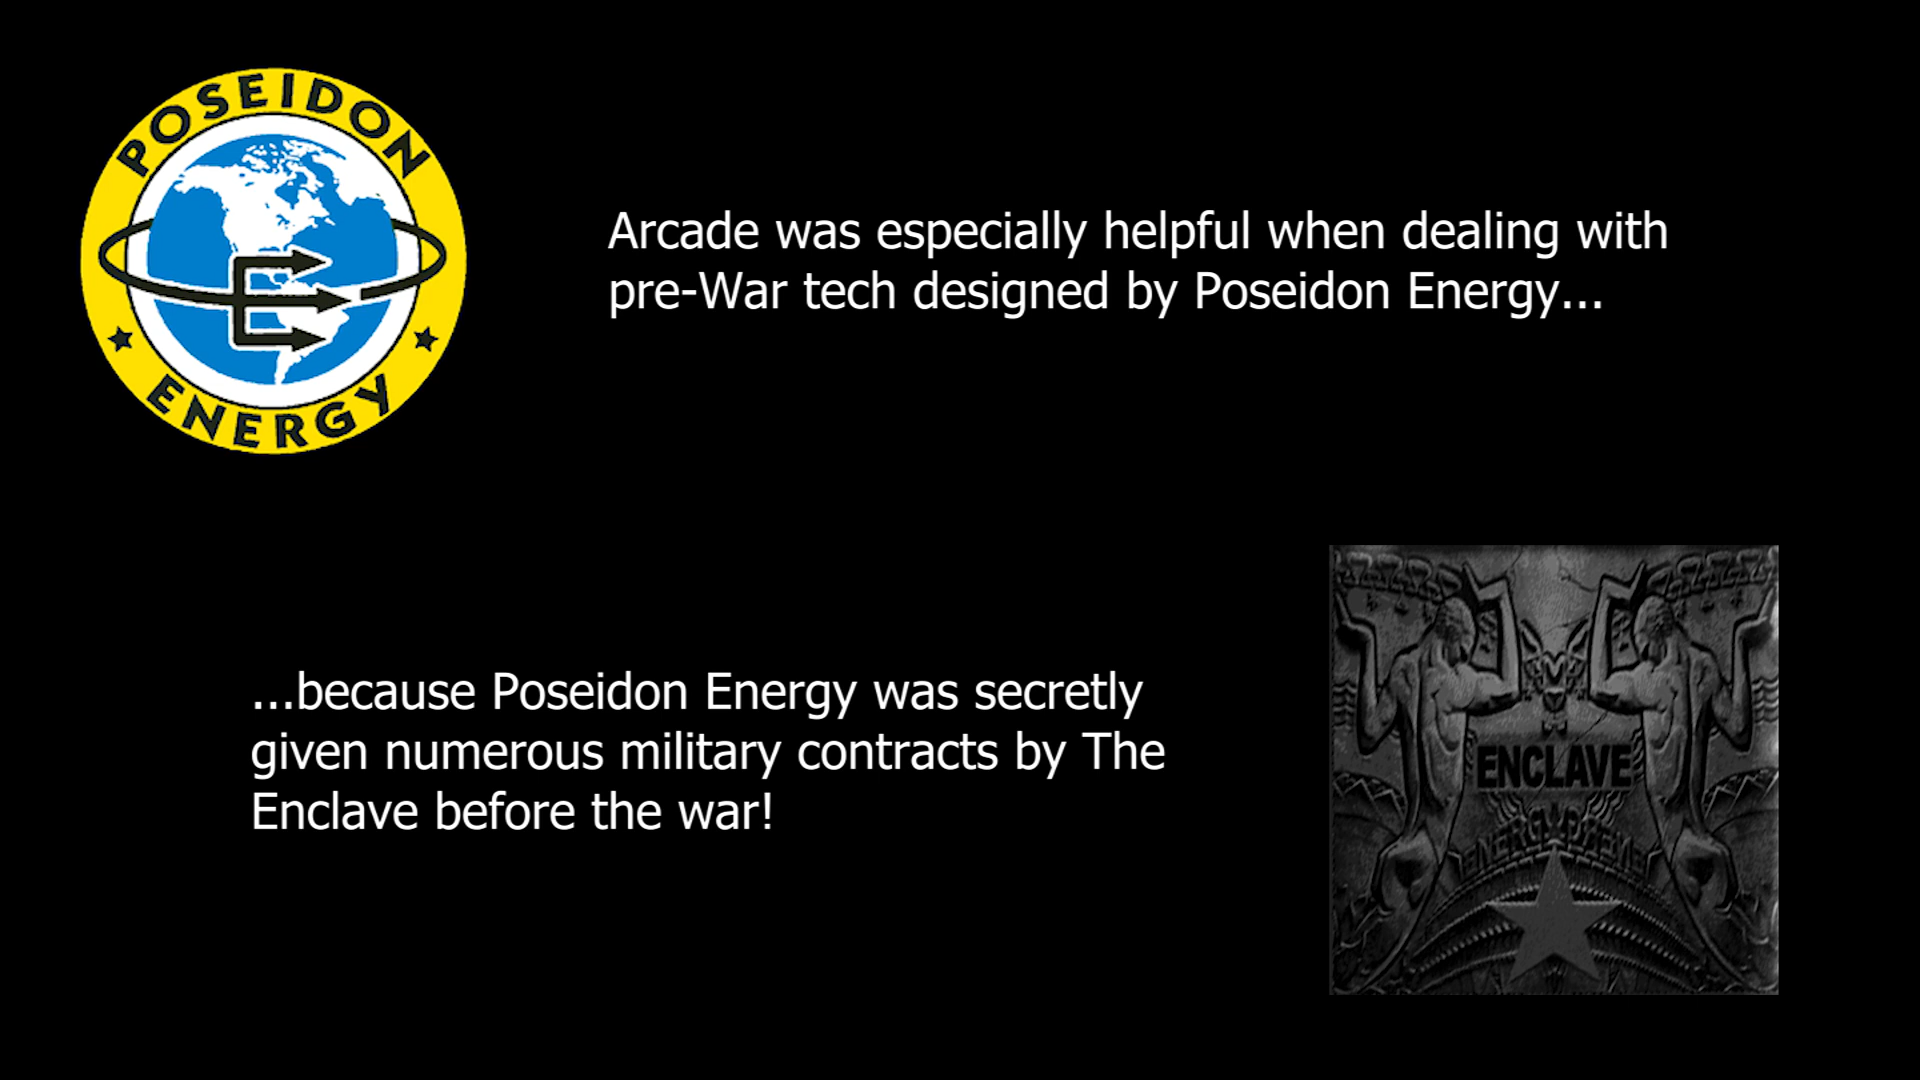 POSEIDON
ENERGY
Arcade was especially helpful when dealing with
pre-War tech designed by Poseidon Energy...
...because Poseidon Energy was secretly
given numerous military contracts by The
Enclave before the war!
ENCLAVE